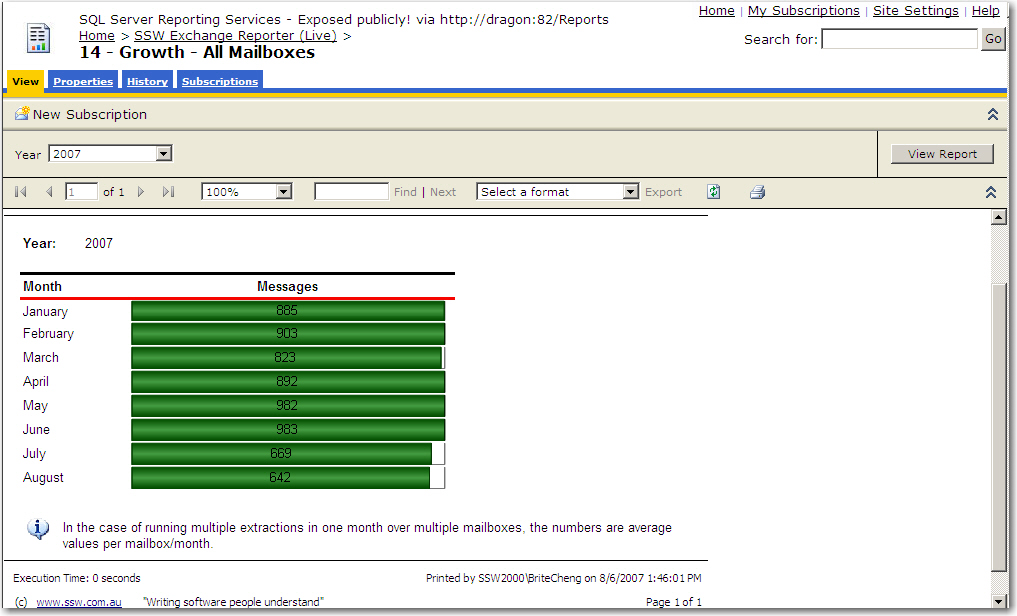 SQL Server Reporting Services - Exposed publicly! via http://dragon:82/Reports
Home | My Subscriptions | Site Settings | Help
Home > SSW Exchange Reporter (Live) >
14 - Growth - All Mailboxes
Search for: Go
View Properties History Subscriptions
New Subscription
Year 2007 View Report
1 of 1 100% Find | Next Select a format Export
Year: 2007
Month Messages
January 885
February 903
March 823
April 892
May 982
June 983
July 669
August 642
In the case of running multiple extractions in one month over multiple mailboxes, the numbers are average
values per mailbox/month.
Execution Time: 0 seconds Printed by SSW2000\BriteCheng on 8/6/2007 1:46:01 PM
(c) www.ssw.com.au "Writing software people understand" Page 1 of 1